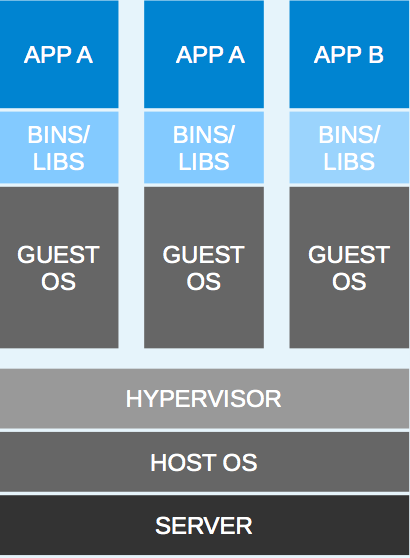 APP A
APP A
APP B
BINS/
LIBS
BINS/
LIBS
BINS/
LIBS
GUEST
OS
GUEST
OS
GUEST
OS
HYPERVISOR
HOST OS
SERVER